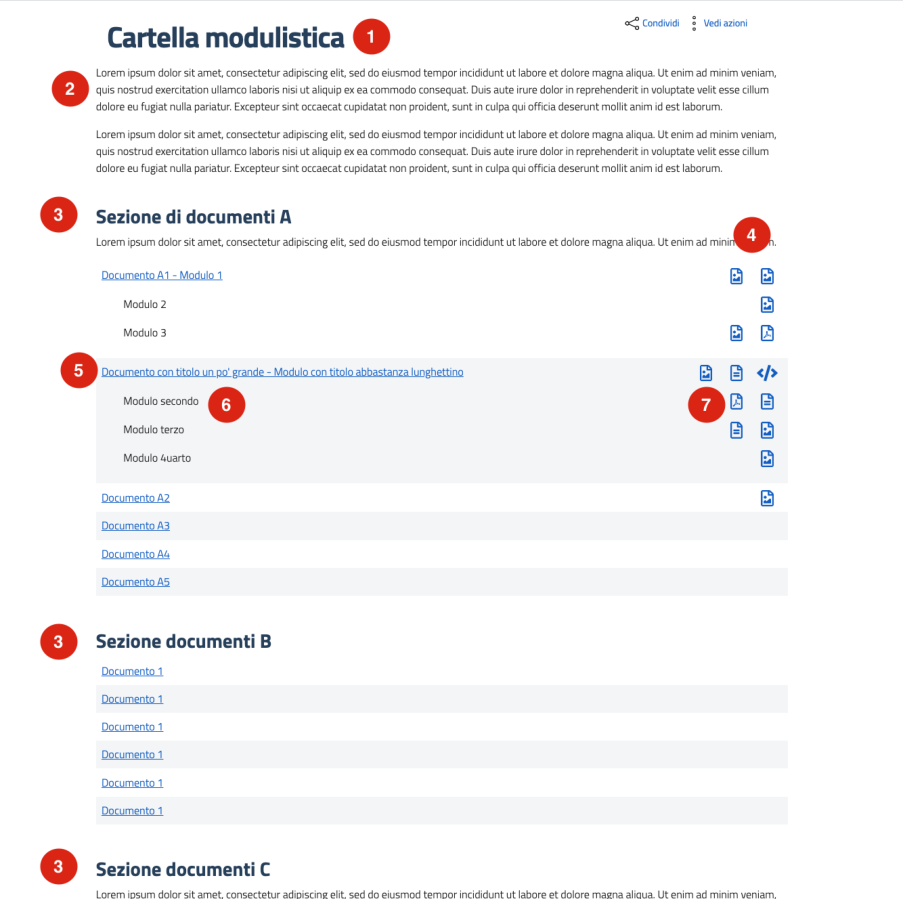 Condividi Vedi azioni
Cartella modulistica 1
Lorem ipsum dolor sit amet, consectetur adipiscing elit, sed do eiusmod tempor incididunt ut labore et dolore magna aliqua. Ut enim ad minim veniam,
2 quis nostrud exercitation ullamco laboris nisi ut aliquip ex ea commodo consequat. Duis aute irure dolor in reprehenderit in voluptate velit esse cillum
dolore eu fugiat nulla pariatur. Excepteur sint occaecat cupidatat non proident, sunt in culpa qui officia deserunt mollit anim id est laborum.
Lorem ipsum dolor sit amet, consectetur adipiscing elit, sed do eiusmod tempor incididunt ut labore et dolore magna aliqua. Ut enim ad minim veniam,
quis nostrud exercitation ullamco laboris nisi ut aliquip ex ea commodo consequat. Duis aute irure dolor in reprehenderit in voluptate velit esse cillum
dolore eu fugiat nulla pariatur. Excepteur sint occaecat cupidatat non proident, sunt in culpa qui officia deserunt mollit anim id est laborum.
3 Sezione di documenti A
Lorem ipsum dolor sit amet, consectetur adipiscing elit, sed do eiusmod tempor incididunt ut labore et dolore magna aliqua. Ut enim ad
4
Documento A1 - Modulo 1
Modulo 2
Modulo 3
5 Documento con titolo un po' grande - Modulo con titolo abbastanza lunghettino
Modulo secondo 6 7
Modulo terzo
Modulo 4uarto
Documento A2
Documento A3
Documento A4
Documento A5
3 Sezione documenti B
Documento 1
Documento 1
Documento 1
Documento 1
Documento 1
Documento 1
3 Sezione documenti C
Lorem ipsum dolor sit amet, consectetur adipiscing elit, sed do eiusmod tempor incididunt ut labore et dolore magna aliqua. Ut enim ad minim veniam,